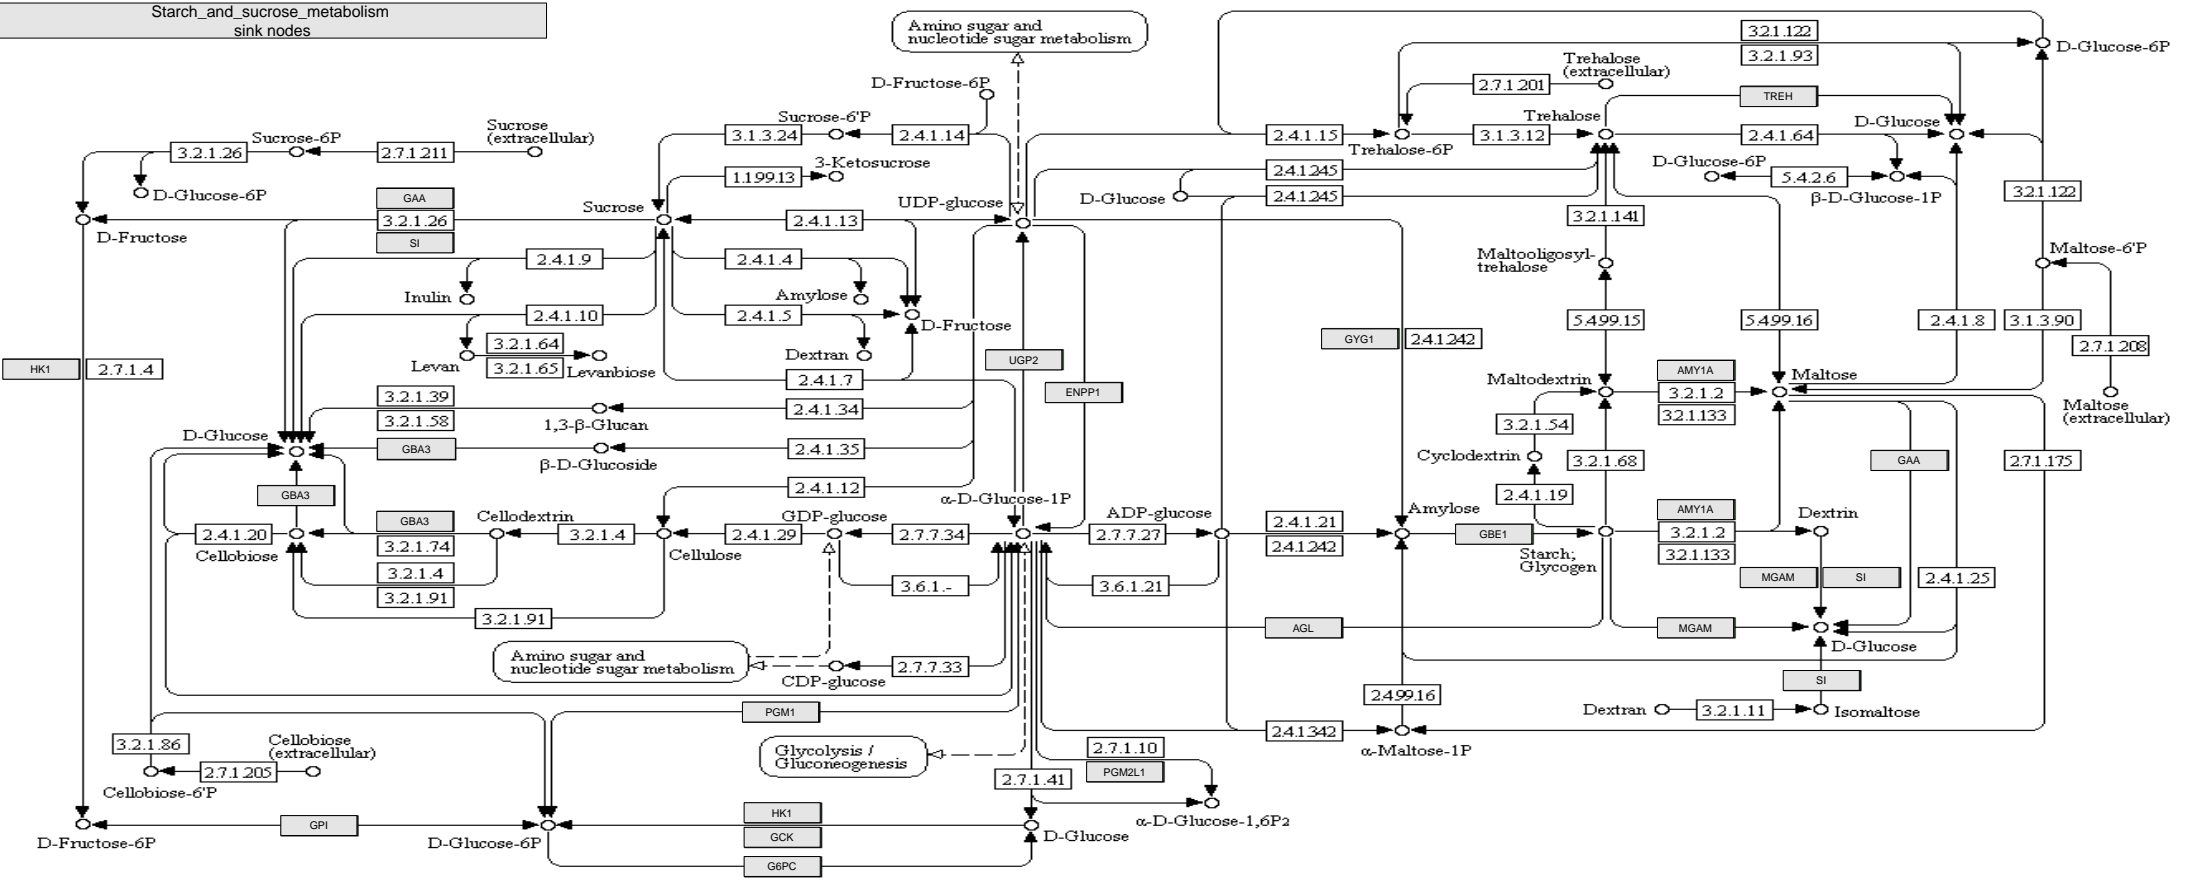 Starch_and_sucrose_metabolism
sink nodes
Amino sugar and
nucleotide sugar metabolism
3.2.1.122
D-Glucose-6P
3.2.1.93
Trehalose
(extracellular)
2.7.1.201
D-Fructose-6P
TREH
Sucrose-6'P
Trehalose
D-Glucose
Sucrose
(extracellular)
Sucrose-6P
3.1.3.24
2.4.1.14
2.4.1.15
3.1.3.12
2.4.1.64
3.2.1.26
2.7.1.211
Trehalose-6P
3-Ketosucrose
D-Glucose-6P
1.1.99.13
2.4.1.245
5.4.2.6
D-Glucose-6P
3.2.1.122
GAA
D-Glucose
2.4.1.245
β-D-Glucose-1P
Sucrose
UDP-glucose
3.2.1.26
2.4.1.13
3.2.1.141
D-Fructose
SI
Maltose-6'P
2.4.1.9
2.4.1.4
Maltooligosyl-
trehalose
Inulin
Amylose
2.4.1.10
2.4.1.5
D-Fructose
5.4.99.15
5.4.99.16
2.4.1.8
3.1.3.90
3.2.1.64
GYG1
2.4.1.242
2.7.1.208
Levan
3.2.1.65
Levanbiose
Dextran
UGP2
HK1
2.7.1.4
2.4.1.7
AMY1A
Maltodextrin
Maltose
ENPP1
3.2.1.2
3.2.1.39
2.4.1.34
3.2.1.133
Maltose
(extracellular)
3.2.1.58
1,3-β-Glucan
3.2.1.54
D-Glucose
GBA3
2.4.1.35
β-D-Glucoside
Cyclodextrin
3.2.1.68
GAA
2.7.1.175
2.4.1.12
GBA3
α-D-Glucose-1P
2.4.1.19
Amylose
AMY1A
Dextrin
GBA3
Cellodextrin
GDP-glucose
ADP-glucose
2.4.1.21
2.4.1.20
3.2.1.4
2.4.1.29
2.7.7.34
2.7.7.27
GBE1
3.2.1.2
3.2.1.74
2.4.1.242
Cellobiose
Cellulose
Starch;
Glycogen
3.2.1.133
3.2.1.4
MGAM
SI
2.4.1.25
3.6.1.-
3.6.1.21
3.2.1.91
3.2.1.91
AGL
MGAM
D-Glucose
Amino sugar and
nucleotide sugar metabolism
2.7.7.33
CDP-glucose
SI
2.4.99.16
PGM1
Dextran
3.2.1.11
Isomaltose
2.4.1.342
3.2.1.86
Cellobiose
(extracellular)
Glycolysis /
Gluconeogenesis
2.7.1.10
α-Maltose-1P
2.7.1.205
PGM2L1
2.7.1.41
Cellobiose-6'P
HK1
α-D-Glucose-1,6P2
GPI
D-Glucose
D-Fructose-6P
D-Glucose-6P
GCK
G6PC